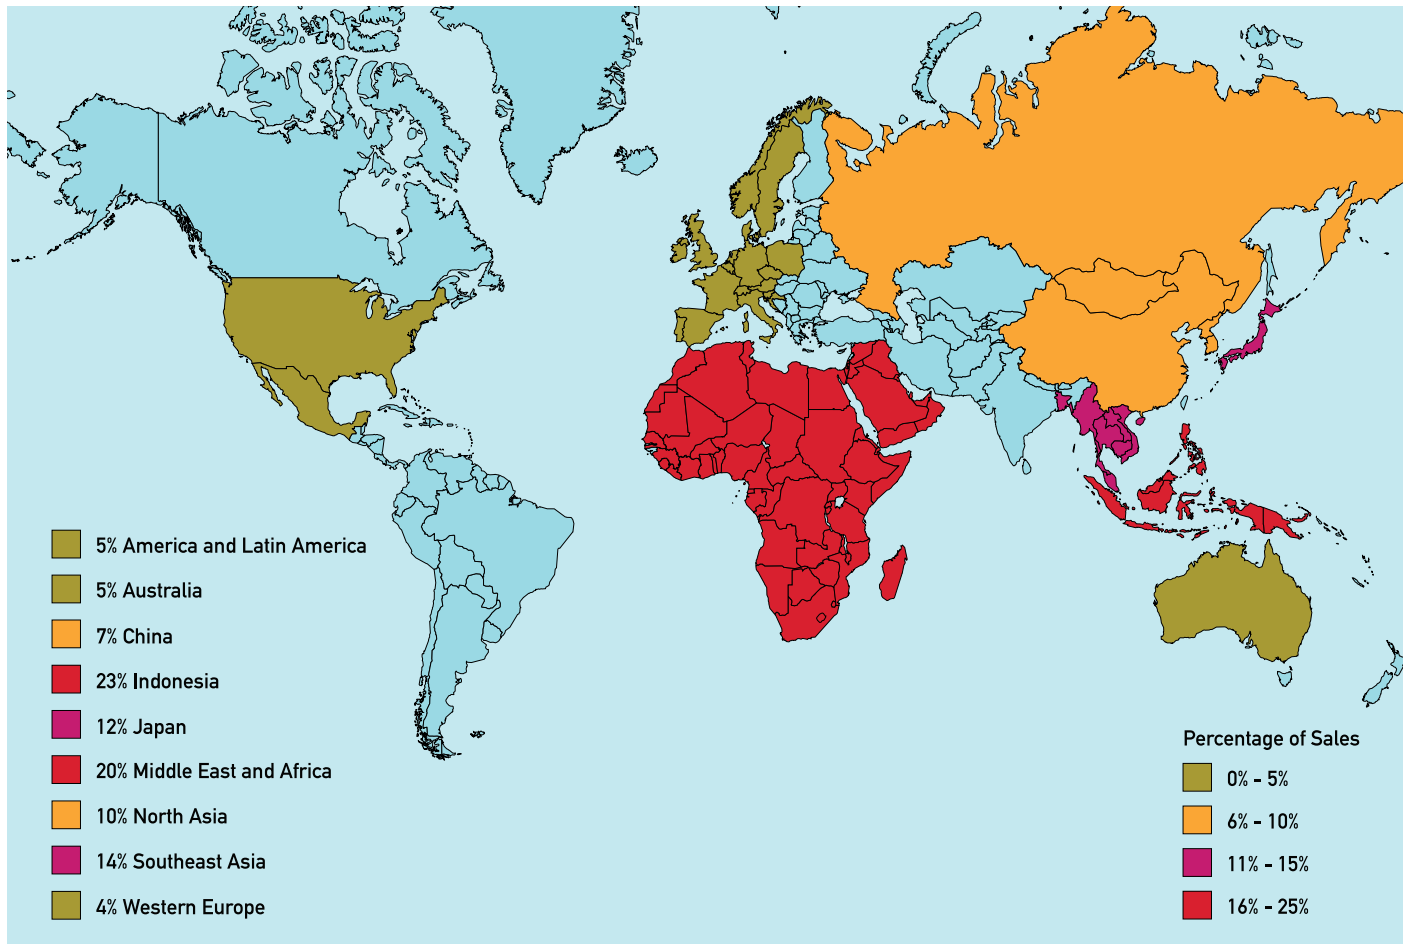 5% America and Latin America
5% Australia
7% China
23% Indonesia
12% Japan
20% Middle East and Africa
10% North Asia
14% Southeast Asia
4% Western Europe
Percentage of Sales
0% - 5%
6% - 10%
11% - 15%
16% - 25%